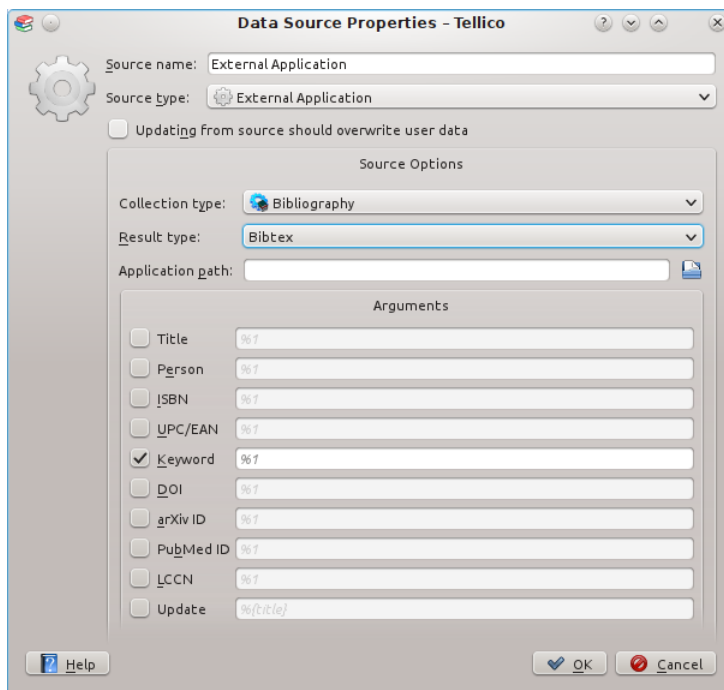 Data Source Properties – Tellico
Source name: External Application
Source type: External Application
Updating from source should overwrite user data
Source Options
Collection type: Bibliography
Result type: Bibtex
Application path:
Arguments
Title %1
Person %1
ISBN %1
UPC/EAN %1
Keyword %1
DOI %1
arXiv ID %1
PubMed ID %1
LCCN %1
Update %{title}
Help OK Cancel